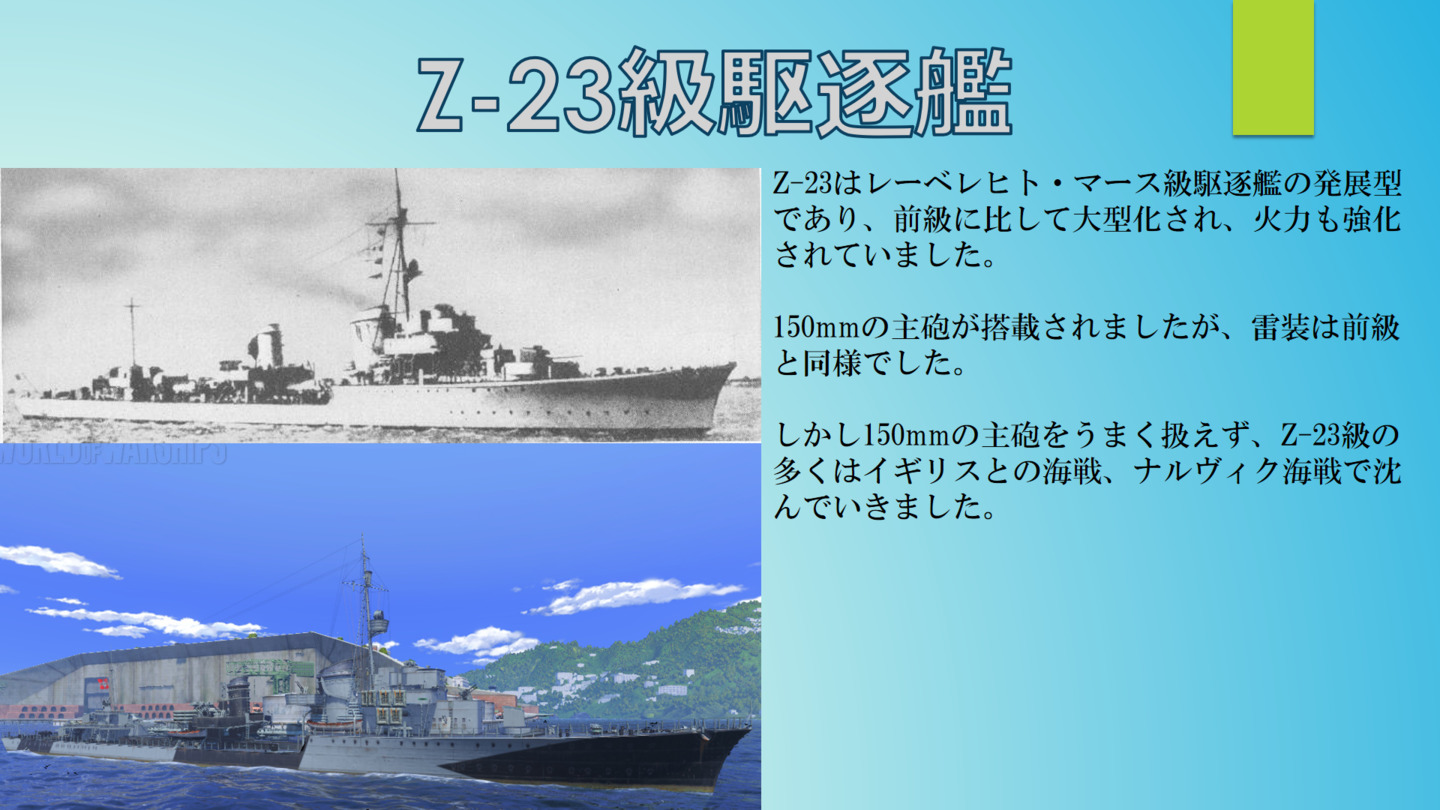 Z-23級駆逐艦
Z-23はレーベレヒト・マース級駆逐艦の発展型
であり、前級に比して大型化され、火力も強化
されていました。
150mmの主砲が搭載されましたが、雷装は前級
と同様でした。
しかし150mmの主砲をうまく扱えず、Z-23級の
多くはイギリスとの海戦、ナルヴィク海戦で沈
んでいきました。
WORLD OF WARSHIPS